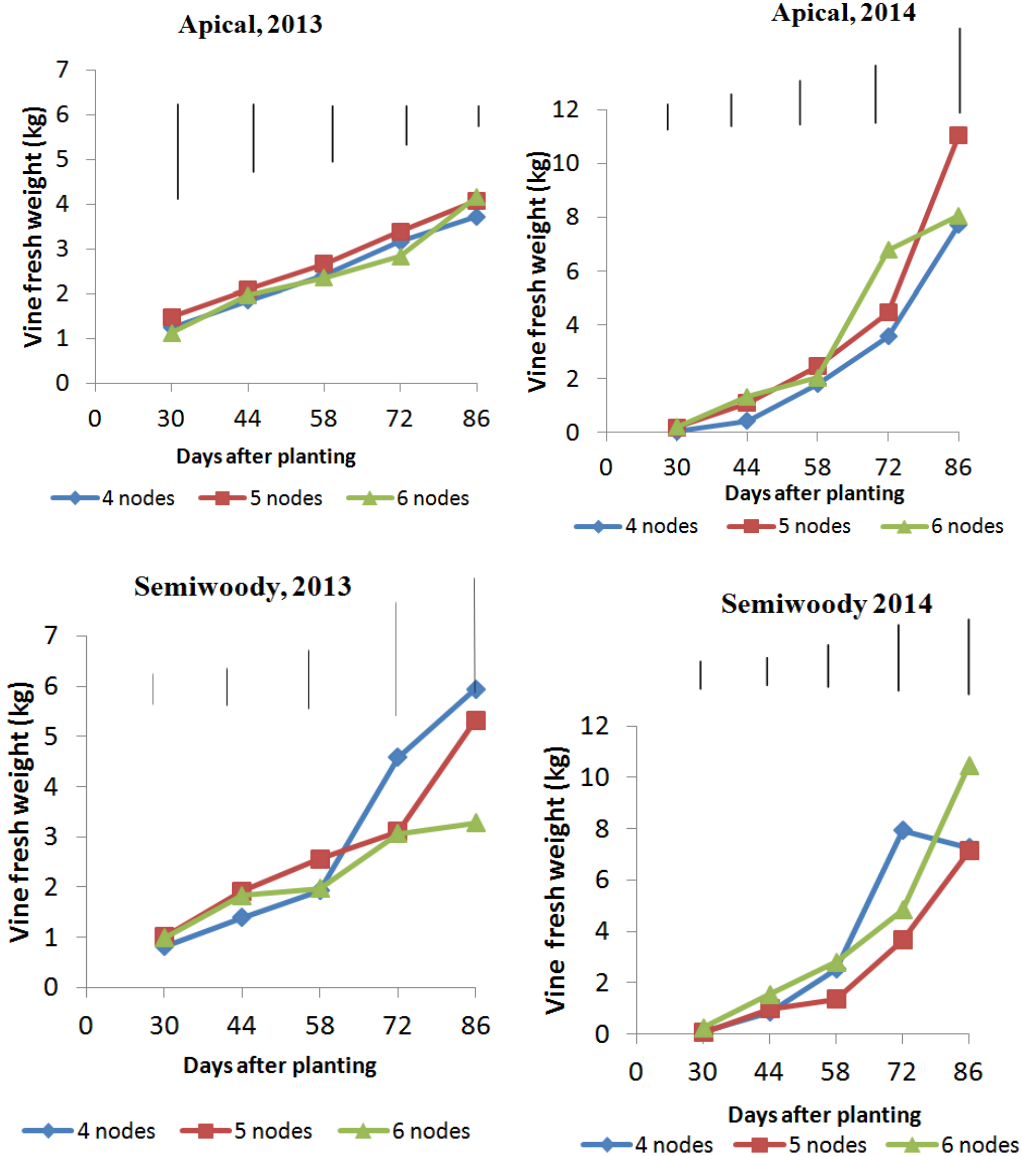 Apical, 2013
Vine fresh weight (kg)
7
6
5
4
3
2
1
0
0 30 44 58 72 86
Days after planting
4 nodes 5 nodes 6 nodes
Apical, 2014
Vine fresh weight (kg)
12
10
8
6
4
2
0
0 30 44 58 72 86
Days after planting
4 nodes 5 nodes 6 nodes
Semiwoody, 2013
Vine fresh weight (kg)
7
6
5
4
3
2
1
0
0 30 44 58 72 86
Days after planting
4 nodes 5 nodes 6 nodes
Semiwoody 2014
Vine fresh weight (kg)
12
10
8
6
4
2
0
0 30 44 58 72 86
Days after planting
4 nodes 5 nodes 6 nodes